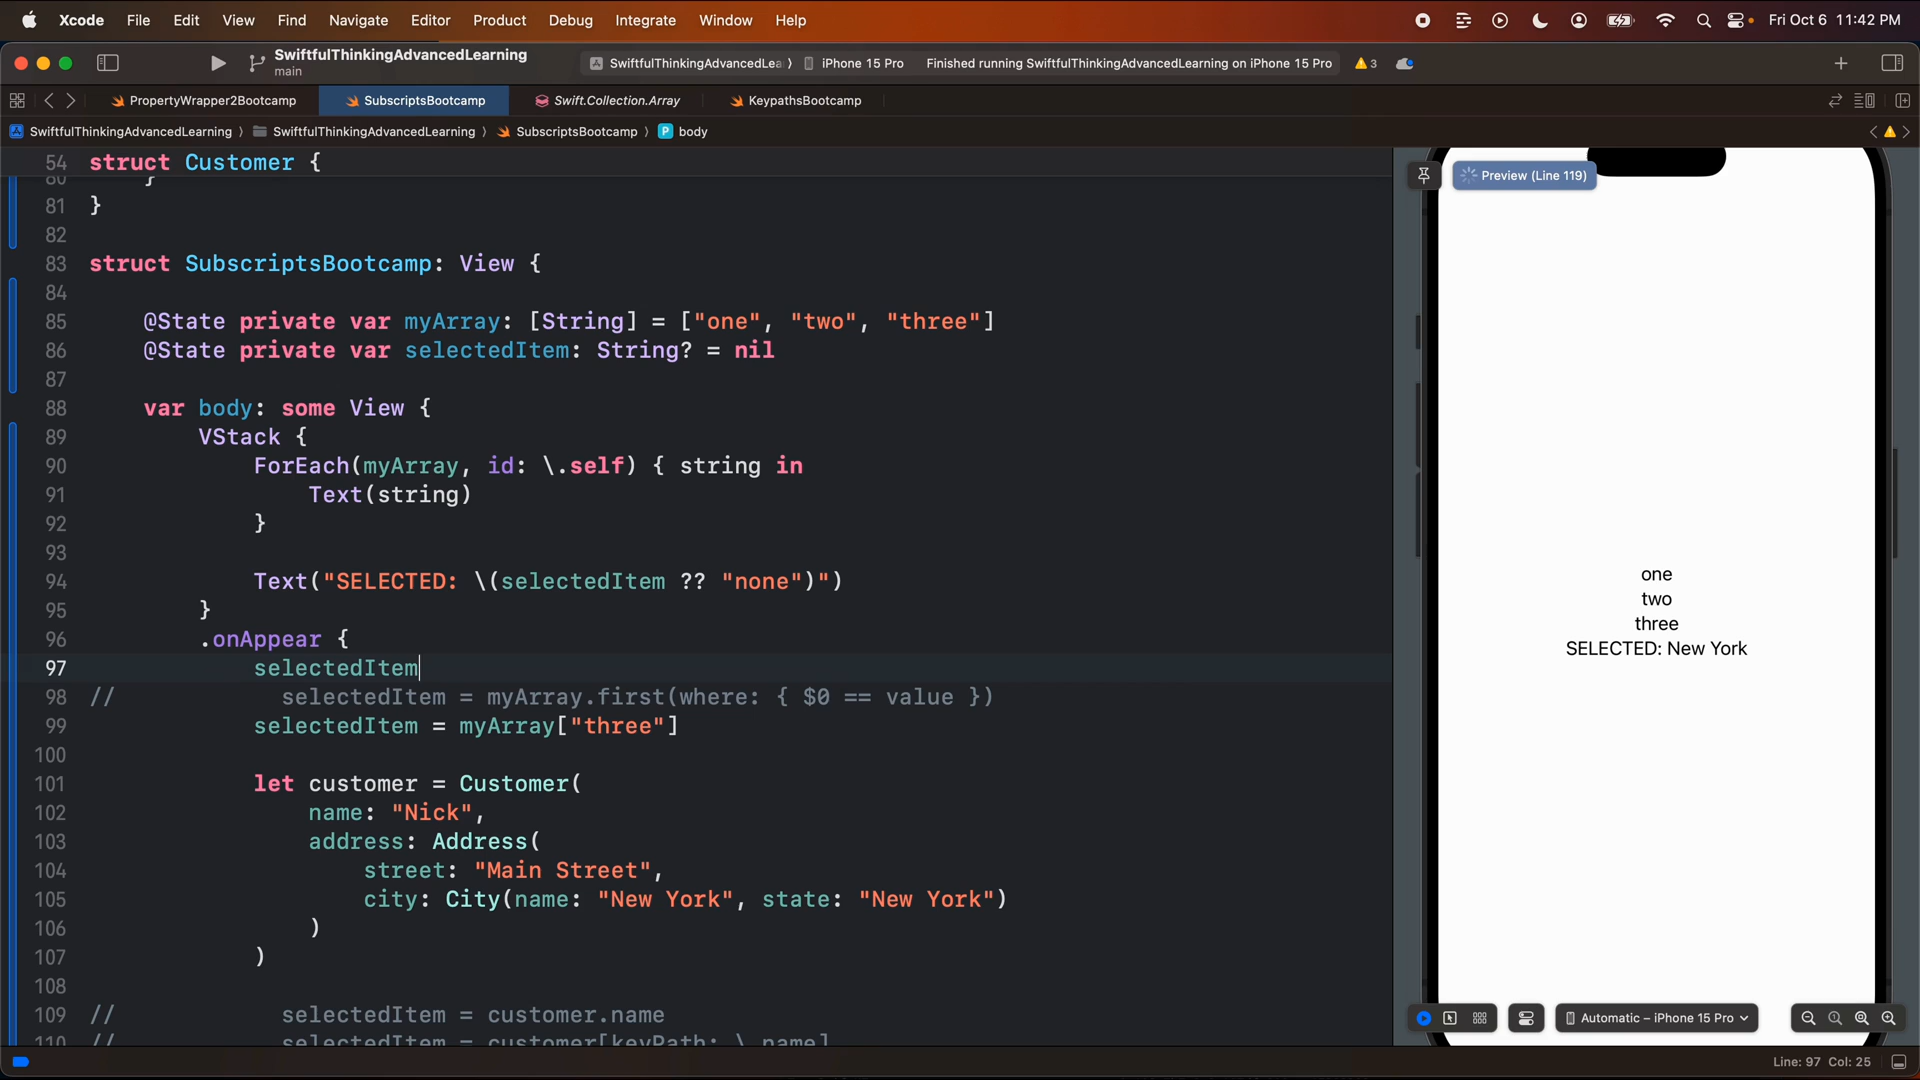 Xcode File Edit View Find Navigate Editor Product Debug Integrate Window Help Fri Oct 6 11:42 PM
SwiftfulThinkingAdvancedLearning
main
SwiftfulThinkingAdvancedLea 〉 iPhone 15 Pro Finished running SwiftfulThinkingAdvancedLearning on iPhone 15 Pro 3
PropertyWrapper2Bootcamp SubscriptsBootcamp Swift.Collection.Array KeypathsBootcamp
SwiftfulThinkingAdvancedLearning 〉 SwiftfulThinkingAdvancedLearning 〉 SubscriptsBootcamp 〉 P body
54 struct Customer {
80 }
81 }
82
83 struct SubscriptsBootcamp: View {
84
85 @State private var myArray: [String] = ["one", "two", "three"]
86 @State private var selectedItem: String? = nil
87
88 var body: some View {
89 VStack {
90 ForEach(myArray, id: \.self) { string in
91 Text(string)
92 }
93
94 Text("SELECTED: \(selectedItem ?? "none")")
95 }
96 .onAppear {
97 selectedItem
98 // selectedItem = myArray.first(where: { $0 == value })
99 selectedItem = myArray["three"]
100
101 let customer = Customer(
102 name: "Nick",
103 address: Address(
104 street: "Main Street",
105 city: City(name: "New York", state: "New York")
106 )
107 )
108
109 // selectedItem = customer.name
110 // selectedItem = customer[keyPath: \.name]
Preview (Line 119)
one
two
three
SELECTED: New York
Automatic – iPhone 15 Pro
Line: 97 Col: 25